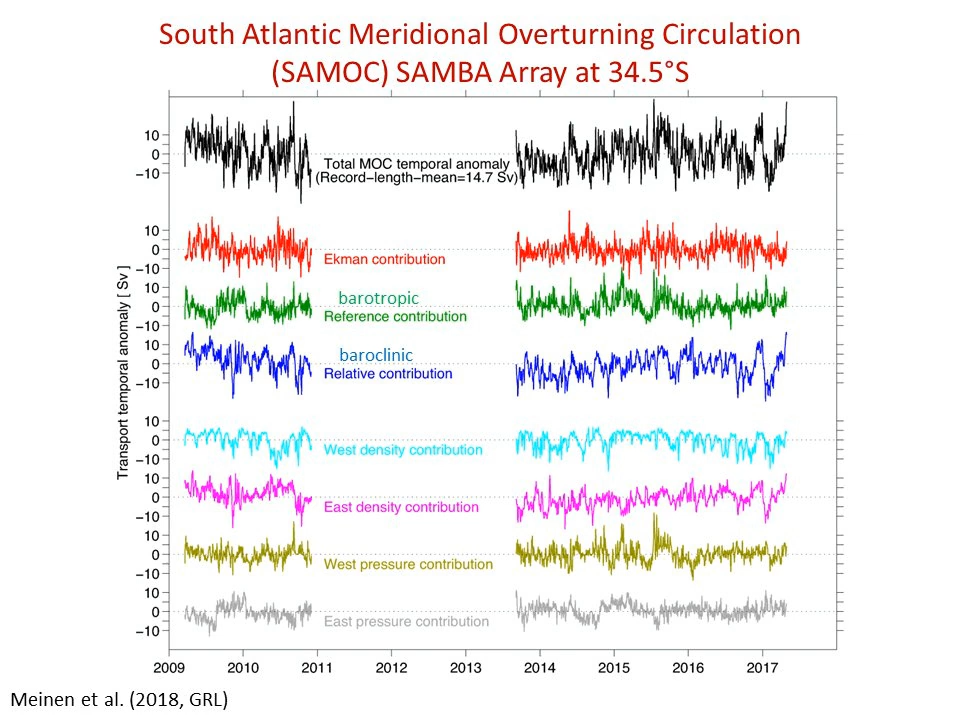 South Atlantic Meridional Overturning Circulation
(SAMOC) SAMBA Array at 34.5°S
Transport temporal anomaly [ Sv ]
10
0
−10
Total MOC temporal anomaly
(Record−length−mean=14.7 Sv)
10
0
−10
Ekman contribution
10
0
−10
barotropic
Reference contribution
10
0
−10
baroclinic
Relative contribution
10
0
−10
West density contribution
10
0
−10
East density contribution
10
0
−10
West pressure contribution
10
0
−10
East pressure contribution
2009 2010 2011 2012 2013 2014 2015 2016 2017
Meinen et al. (2018, GRL)